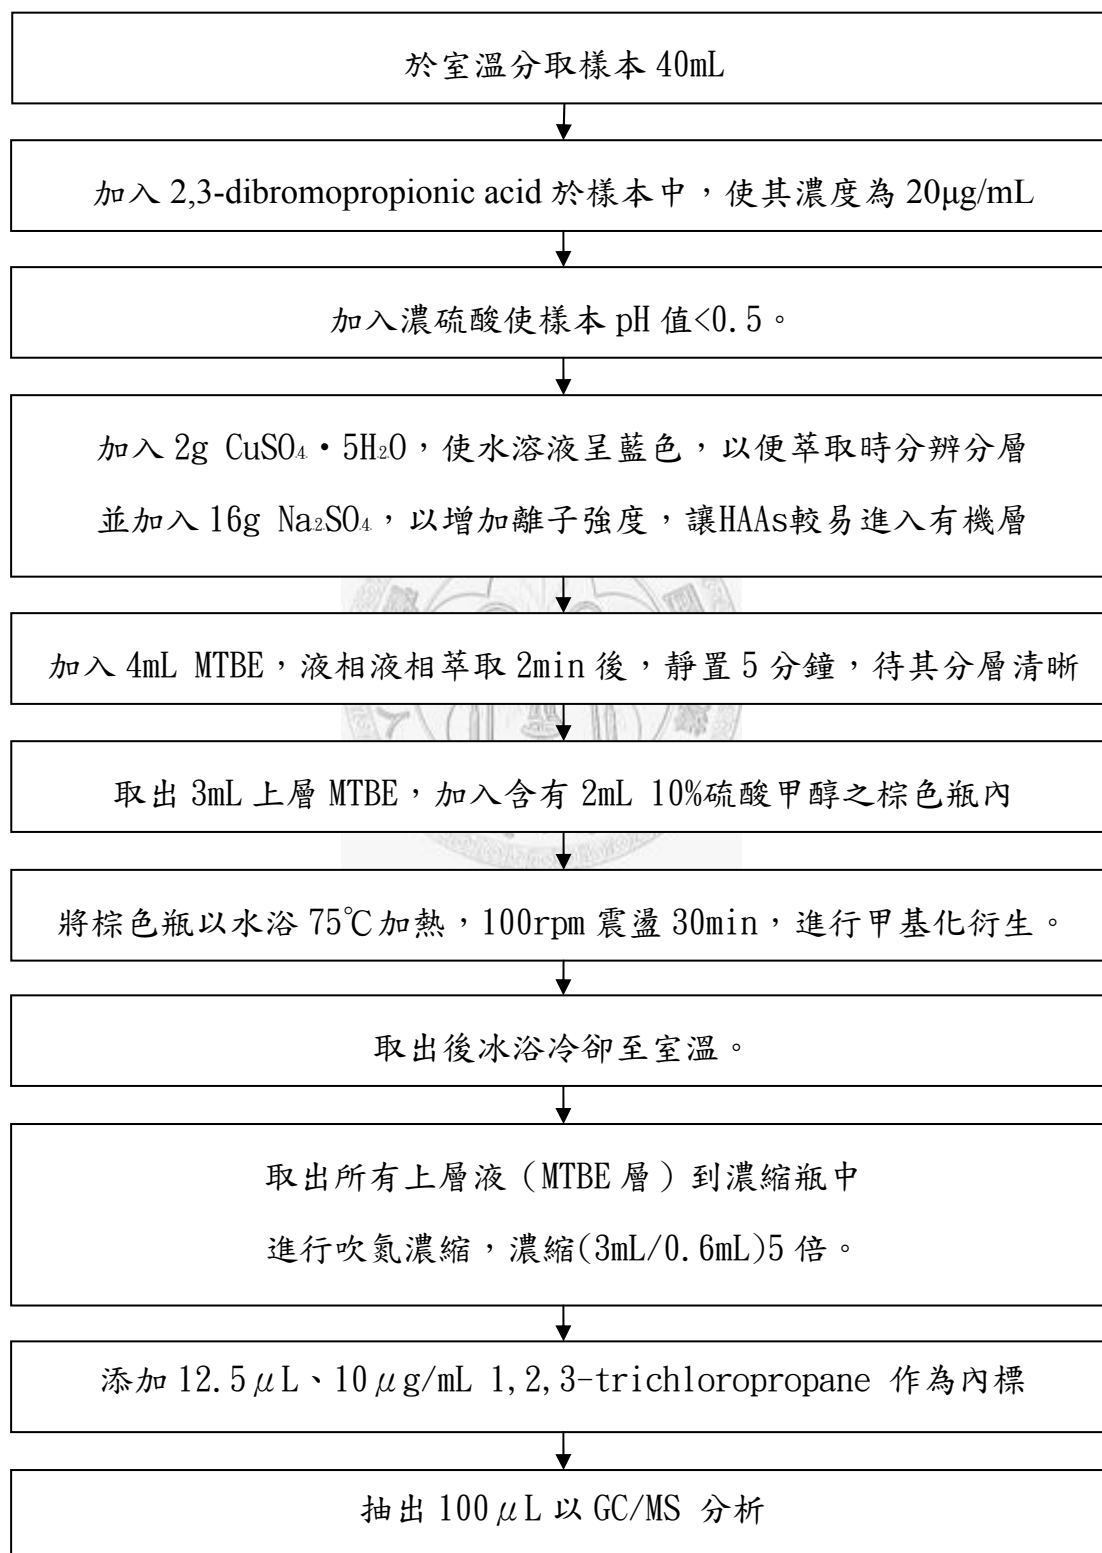 於室溫分取樣本 40mL
加入 2,3-dibromopropionic acid 於樣本中，使其濃度為 20μg/mL
加入濃硫酸使樣本 pH 值<0.5。
加入 2g CuSO₄·5H₂O，使水溶液呈藍色，以便萃取時分辨分層
並加入 16g Na₂SO₄，以增加離子強度，讓HAAs較易進入有機層
加入 4mL MTBE，液相液相萃取 2min 後，靜置 5 分鐘，待其分層清晰
取出 3mL 上層 MTBE，加入含有 2mL 10%硫酸甲醇之棕色瓶內
將棕色瓶以水浴 75℃加熱，100rpm 震盪 30min，進行甲基化衍生。
取出後冰浴冷卻至室溫。
取出所有上層液（MTBE 層）到濃縮瓶中
進行吹氮濃縮，濃縮(3mL/0.6mL)5 倍。
添加 12.5μL、10μg/mL 1,2,3-trichloropropane 作為內標
抽出 100μL 以 GC/MS 分析